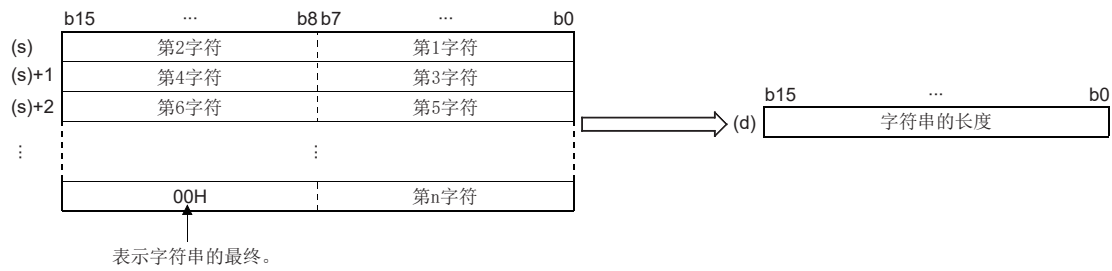 b15 ... b8 b7 ... b0
(s) 第2字符 第1字符
(s)+1 第4字符 第3字符
(s)+2 第6字符 第5字符
b15 ... b0
(d) 字符串的长度
⋮ ⋮
00H 第n字符
表示字符串的最终。